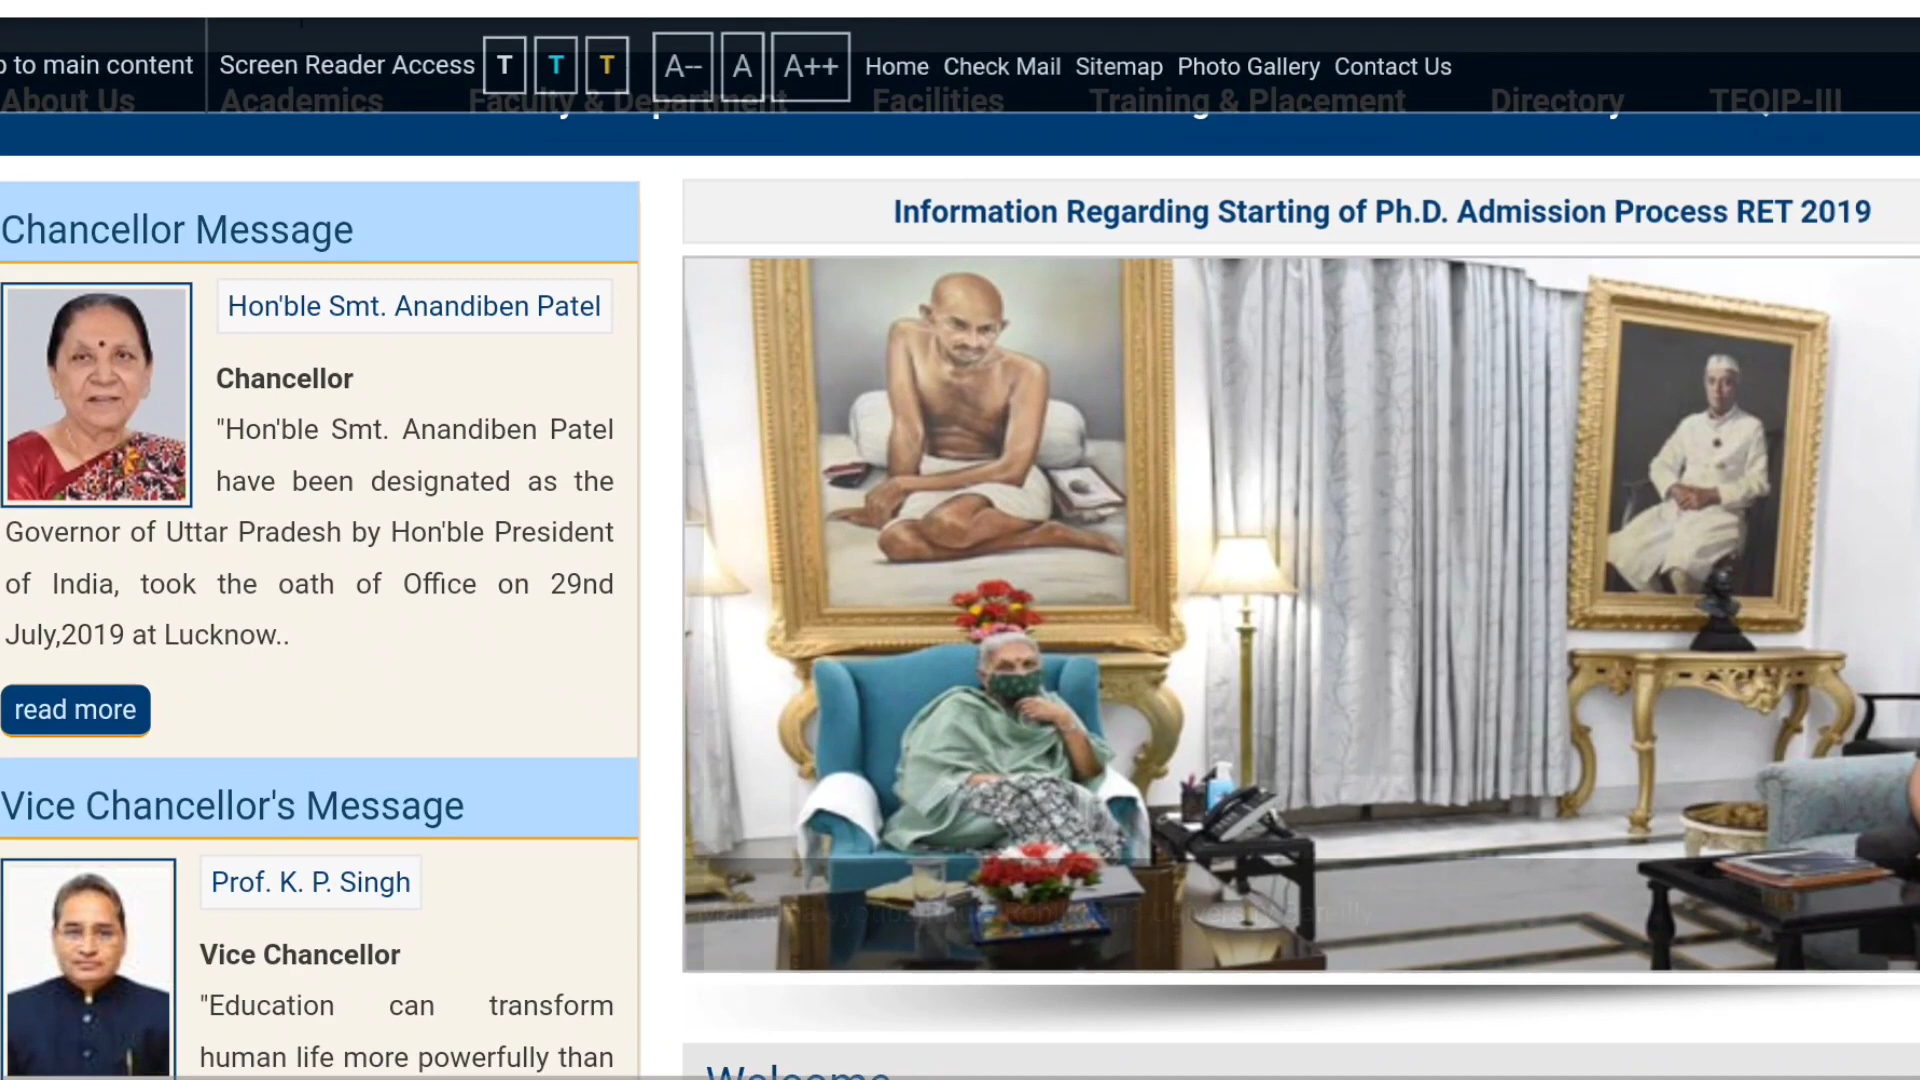 to main content
Screen Reader Access T T T A-- A A++ Home Check Mail Sitemap Photo Gallery Contact Us
About Us Academics Faculty & Department Facilities Training & Placement Directory TEQIP-III
Information Regarding Starting of Ph.D. Admission Process RET 2019
Chancellor Message
Hon'ble Smt. Anandiben Patel
Chancellor
"Hon'ble Smt. Anandiben Patel
have been designated as the
Governor of Uttar Pradesh by Hon'ble President
of India, took the oath of Office on 29nd
July,2019 at Lucknow..
read more
Vice Chancellor's Message
Prof. K. P. Singh
Vice Chancellor
"Education can transform
human life more powerfully than
Welcome